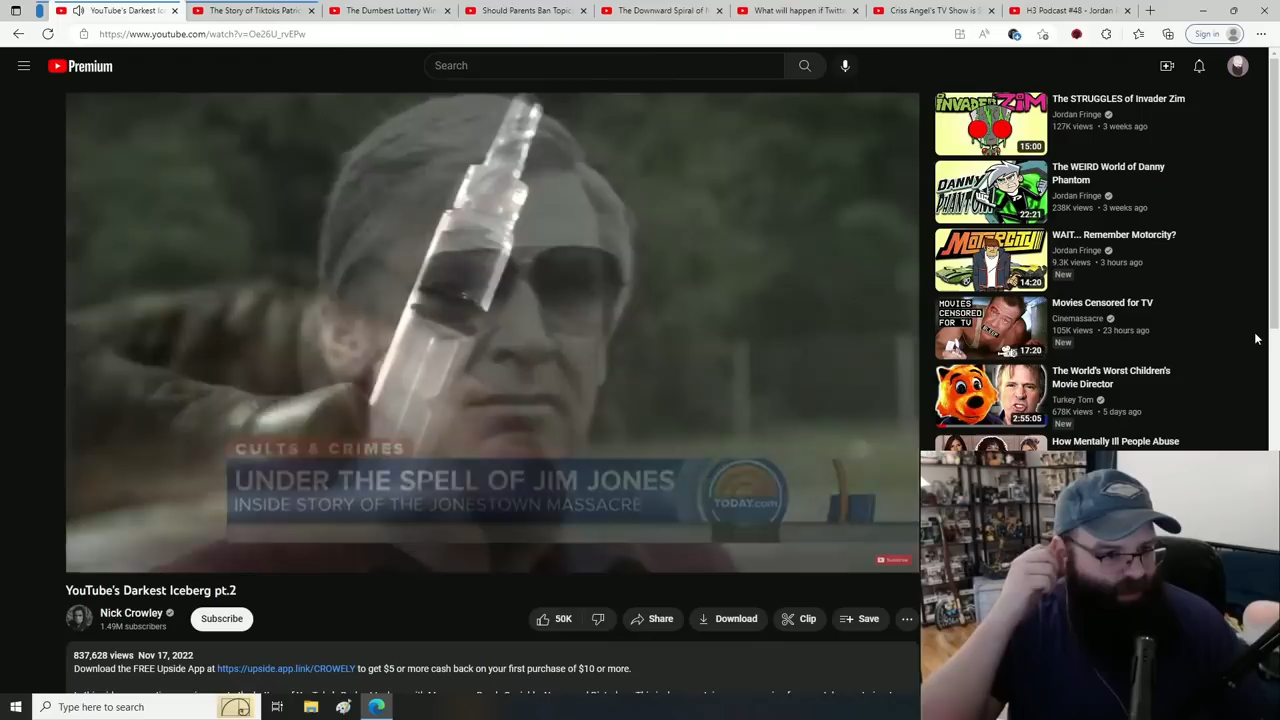 YouTube's Darkest Ic
The Story of Tiktoks Patri
The Dumbest Lottery Win
Should Parents Ban Topic
The Downward Spiral of
What will happen if Twitte
Criss Angel's TV Show is
H3 Podcast #48 - Jordan
https://www.youtube.com/watch?v=Oe26U_rvEPw
Sign in
Premium
Search
CULTS & CRIMES
UNDER THE SPELL OF JIM JONES
INSIDE STORY OF THE JONESTOWN MASSACRE
TODAY.com
Subscribe
YouTube's Darkest Iceberg pt.2
Nick Crowley
1.49M subscribers
Subscribe
50K
Share
Download
Clip
Save
837,628 views Nov 17, 2022
Download the FREE Upside App at https://upside.app.link/CROWELY to get $5 or more cash back on your first purchase of $10 or more.
INVADER ZIM
15:00
The STRUGGLES of Invader Zim
Jordan Fringe
127K views • 3 weeks ago
DANNY PHANTOM
22:21
The WEIRD World of Danny
Phantom
Jordan Fringe
238K views • 3 weeks ago
MOTORCITY
14:20
WAIT... Remember Motorcity?
Jordan Fringe
9.3K views • 3 hours ago
New
MOVIES
CENSORED
FOR TV
BLEEP
17:20
Movies Censored for TV
Cinemassacre
105K views • 23 hours ago
New
2:55:05
The World's Worst Children's
Movie Director
Turkey Tom
678K views • 5 days ago
New
How Mentally Ill People Abuse
Type here to search